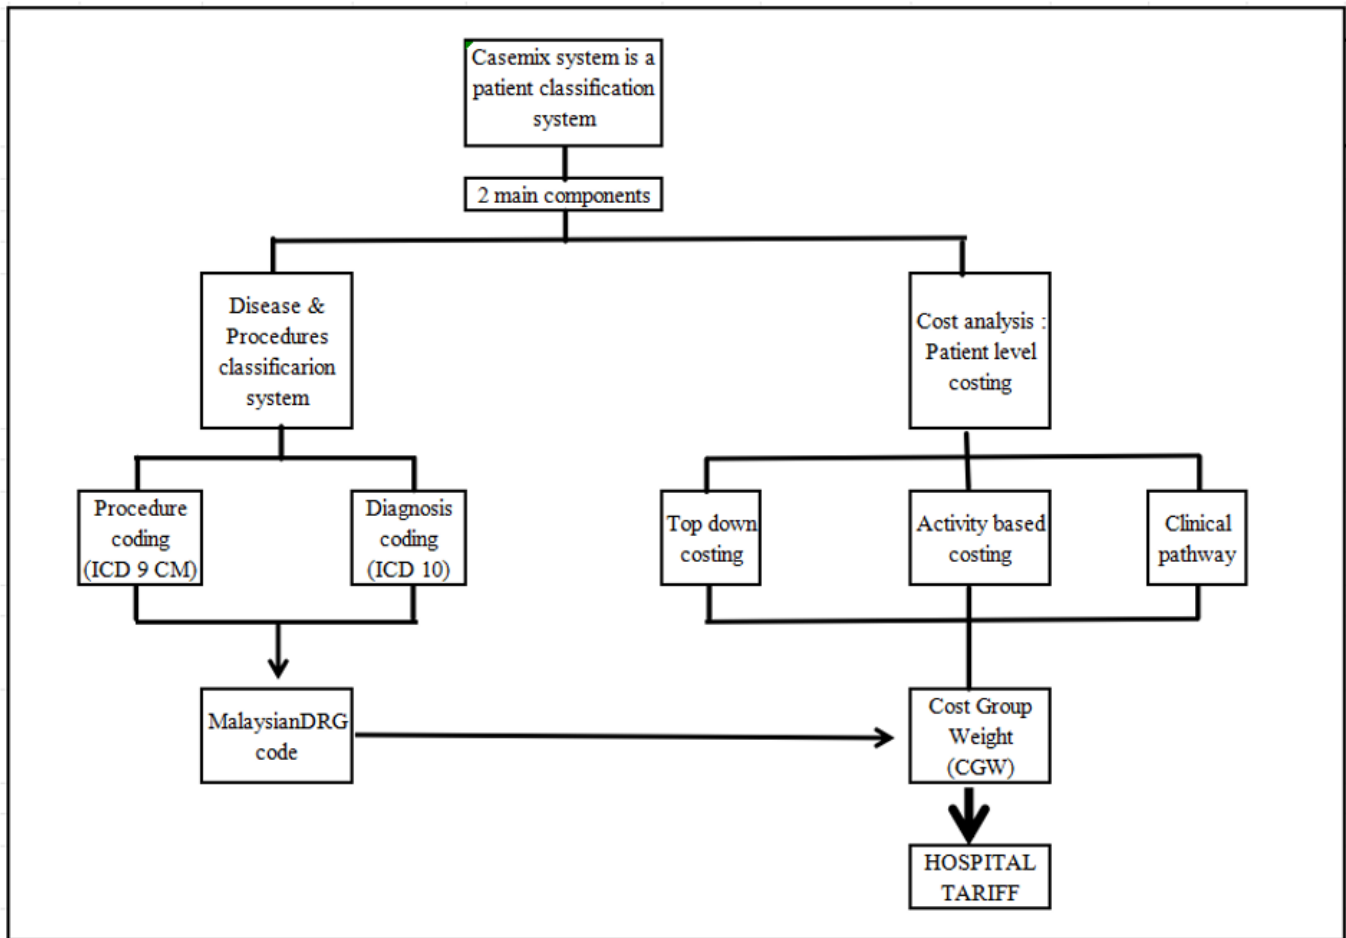 Casemix system is a
patient classification
system
2 main components
Disease &
Procedures
classificarion
system
Cost analysis :
Patient level
costing
Procedure
coding
(ICD 9 CM)
Diagnosis
coding
(ICD 10)
Top down
costing
Activity based
costing
Clinical
pathway
MalaysianDRG
code
Cost Group
Weight
(CGW)
HOSPITAL
TARIFF